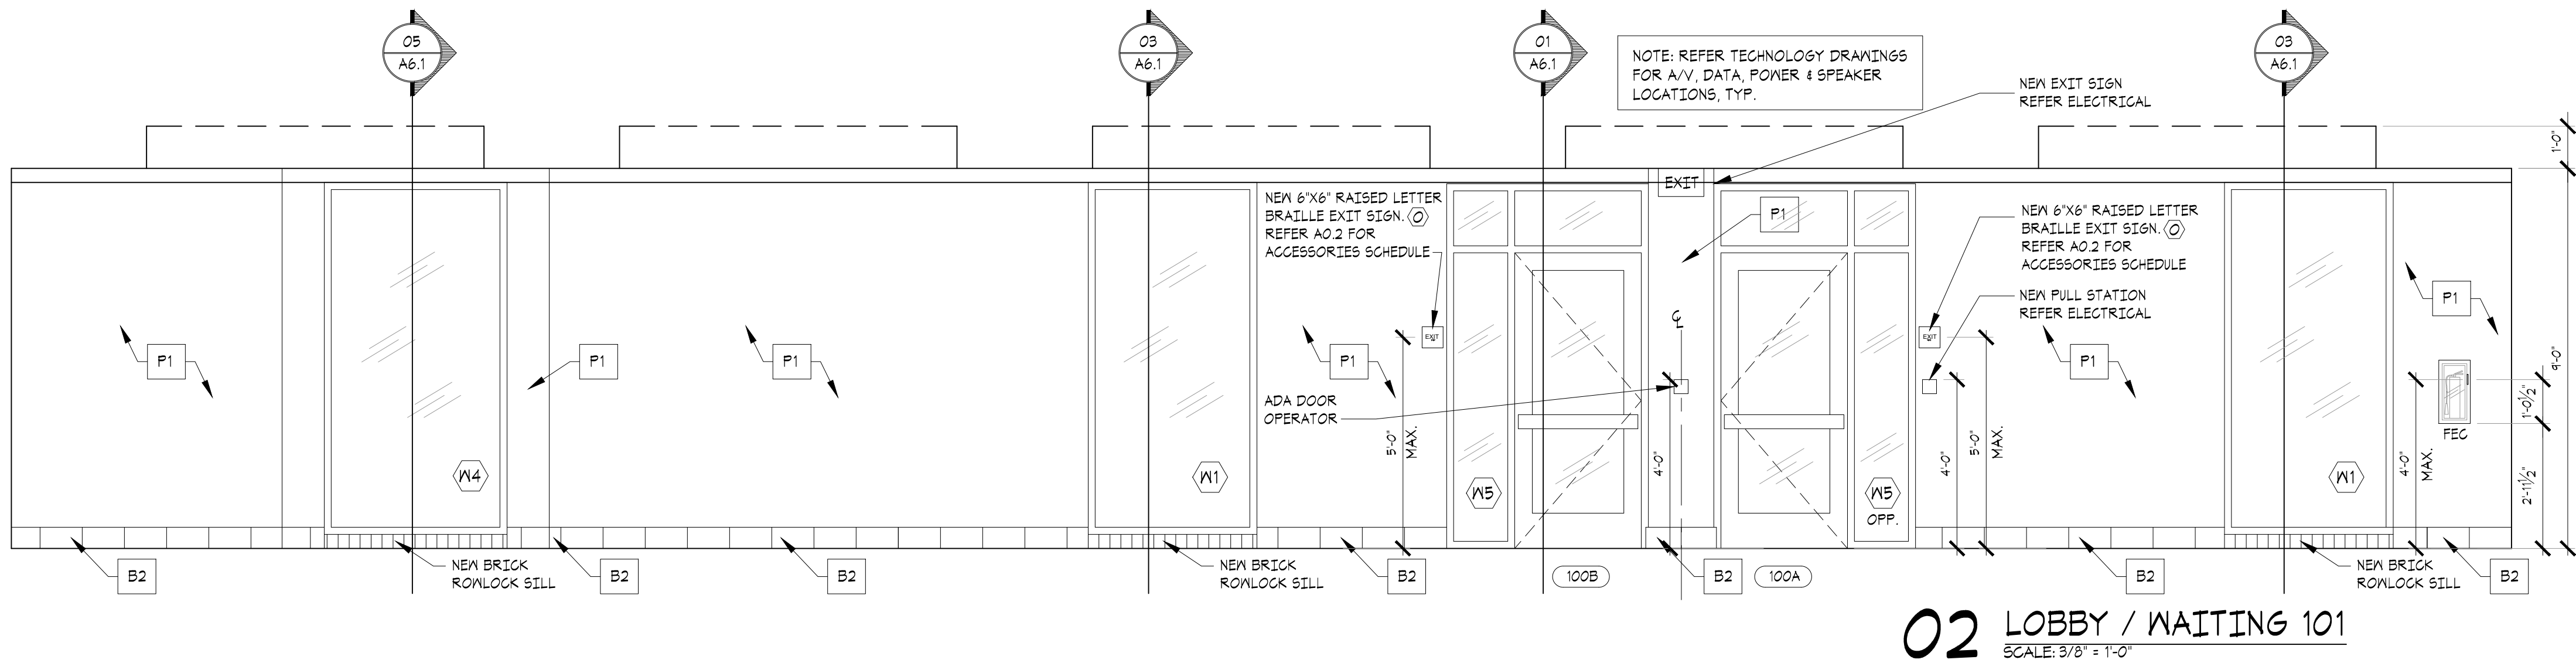 05
A6.1
03
A6.1
01
A6.1
03
A6.1
NOTE: REFER TECHNOLOGY DRAWINGS
FOR A/V, DATA, POWER & SPEAKER
LOCATIONS, TYP.
NEW EXIT SIGN
REFER ELECTRICAL
1'-0"
EXIT
NEW 6"X6" RAISED LETTER
BRAILLE EXIT SIGN. O
REFER A0.2 FOR
ACCESSORIES SCHEDULE
P1
NEW 6"X6" RAISED LETTER
BRAILLE EXIT SIGN. O
REFER A0.2 FOR
ACCESSORIES SCHEDULE
NEW PULL STATION
REFER ELECTRICAL
P1
P1
P1
P1
P1
EXIT
EXIT
P1
9'-0"
ADA DOOR
OPERATOR
5'-0"
MAX.
4'-0"
4'-0"
5'-0"
MAX.
4'-0"
MAX.
FEC
1'-0 1/2"
2'-11 1/2"
W4
W1
W5
W5
OPP.
W1
B2
NEW BRICK
ROWLOCK SILL
B2
B2
NEW BRICK
ROWLOCK SILL
B2
100B
B2
100A
B2
NEW BRICK
ROWLOCK SILL
B2
02 LOBBY / WAITING 101
SCALE: 3/8" = 1'-0"